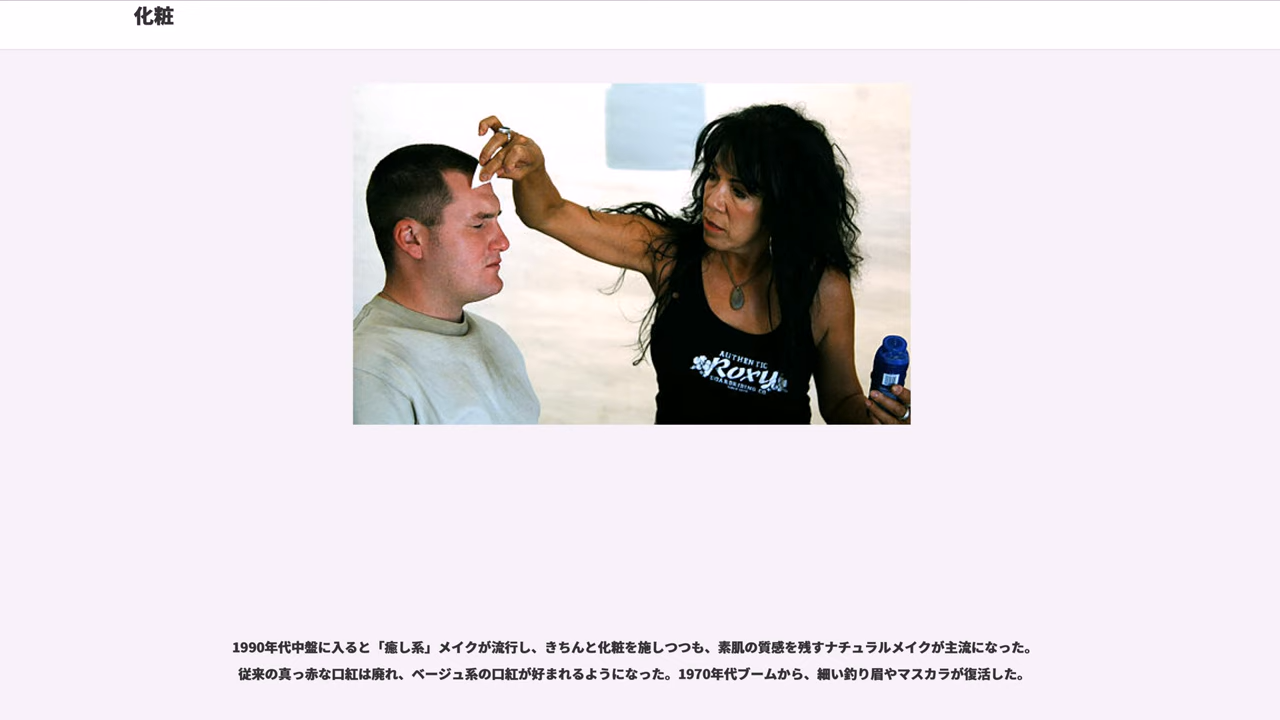 化粧
AUTHENTIC
Roxy
BOARDRIDING CO
1990年代中盤に入ると「癒し系」メイクが流行し、きちんと化粧を施しつつも、素肌の質感を残すナチュラルメイクが主流になった。
従来の真っ赤な口紅は廃れ、ベージュ系の口紅が好まれるようになった。1970年代ブームから、細い釣り眉やマスカラが復活した。